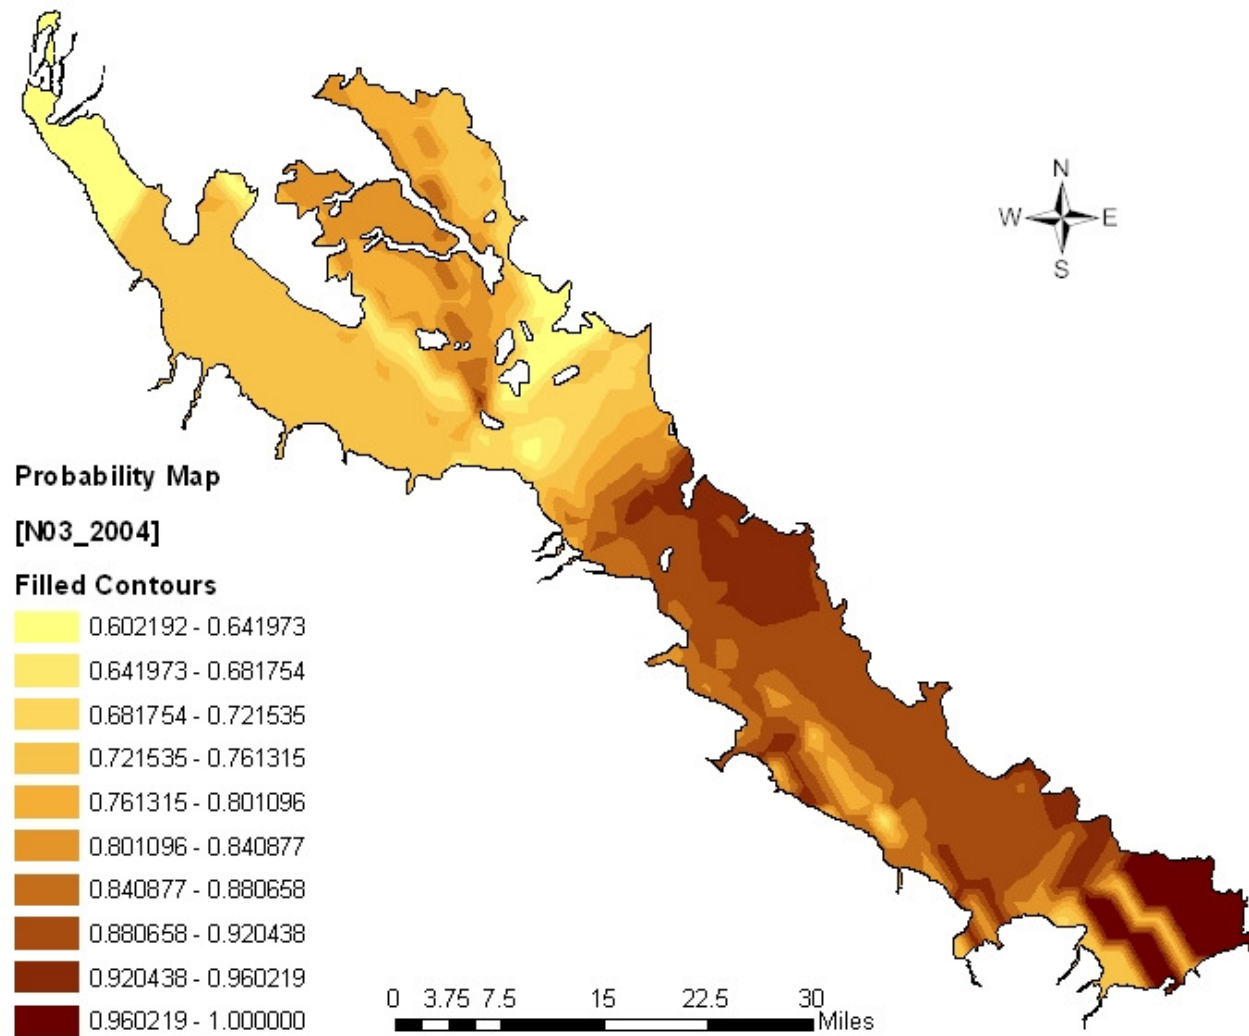 N
W E
S
Probability Map
[N03_2004]
Filled Contours
0.602192 - 0.641973
0.641973 - 0.681754
0.681754 - 0.721535
0.721535 - 0.761315
0.761315 - 0.801096
0.801096 - 0.840877
0.840877 - 0.880658
0.880658 - 0.920438
0.920438 - 0.960219
0.960219 - 1.000000
0 3.75 7.5 15 22.5 30
Miles